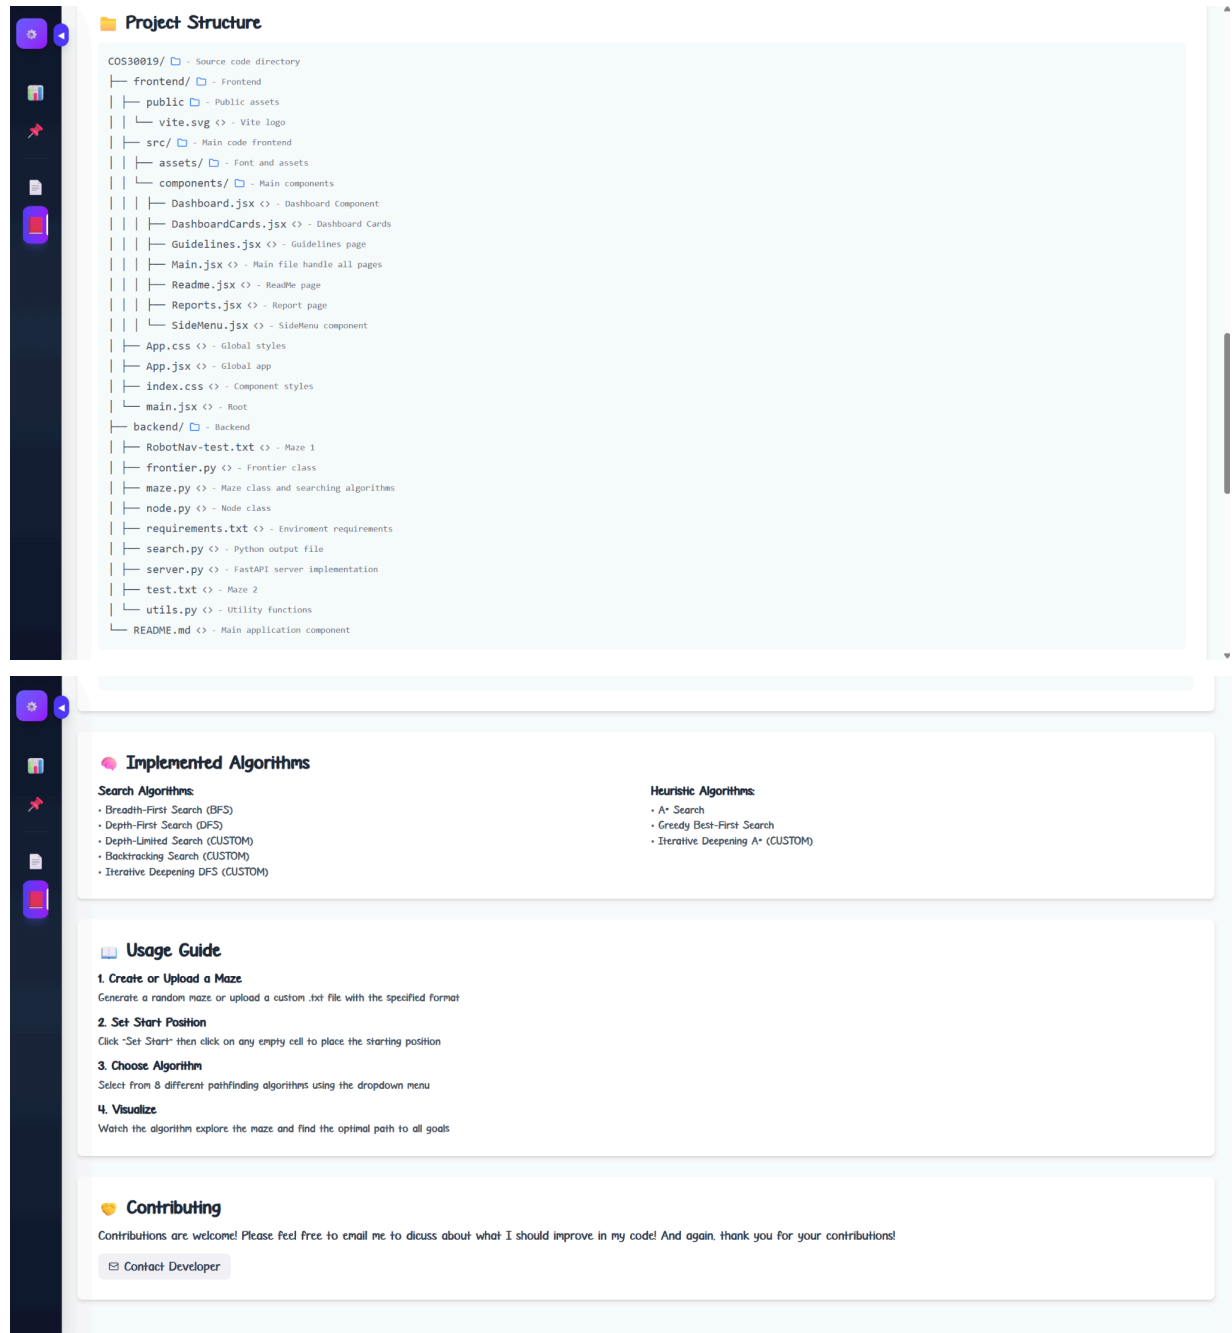 Project Structure
COS30019/ - Source code directory
├── frontend/ - Frontend
│ ├── public - Public assets
│ │ └── vite.svg <> - Vite logo
│ ├── src/ - Main code frontend
│ │ ├── assets/ - Font and assets
│ │ └── components/ - Main components
│ │ │ ├── Dashboard.jsx <> - Dashboard Component
│ │ │ ├── DashboardCards.jsx <> - Dashboard Cards
│ │ │ ├── Guidelines.jsx <> - Guidelines page
│ │ │ ├── Main.jsx <> - Main file handle all pages
│ │ │ ├── Readme.jsx <> - ReadMe page
│ │ │ ├── Reports.jsx <> - Report page
│ │ │ └── SideMenu.jsx <> - SideMenu component
│ ├── App.css <> - Global styles
│ ├── App.jsx <> - Global app
│ ├── index.css <> - Component styles
│ └── main.jsx <> - Root
├── backend/ - Backend
│ ├── RobotNav-test.txt <> - Maze 1
│ ├── frontier.py <> - Frontier class
│ ├── maze.py <> - Maze class and searching algorithms
│ ├── node.py <> - Node class
│ ├── requirements.txt <> - Enviroment requirements
│ ├── search.py <> - Python output file
│ ├── server.py <> - FastAPI server implementation
│ ├── test.txt <> - Maze 2
│ └── utils.py <> - Utility functions
└── README.md <> - Main application component
Implemented Algorithms
Search Algorithms:
• Breadth-First Search (BFS)
• Depth-First Search (DFS)
• Depth-Limited Search (CUSTOM)
• Backtracking Search (CUSTOM)
• Iterative Deepening DFS (CUSTOM)
Heuristic Algorithms:
• A* Search
• Greedy Best-First Search
• Iterative Deepening A* (CUSTOM)
Usage Guide
1. Create or Upload a Maze
Generate a random maze or upload a custom .txt file with the specified format
2. Set Start Position
Click "Set Start" then click on any empty cell to place the starting position
3. Choose Algorithm
Select from 8 different pathfinding algorithms using the dropdown menu
4. Visualize
Watch the algorithm explore the maze and find the optimal path to all goals
Contributing
Contributions are welcome! Please feel free to email me to dicuss about what I should improve in my code! And again, thank you for your contributions!
Contact Developer